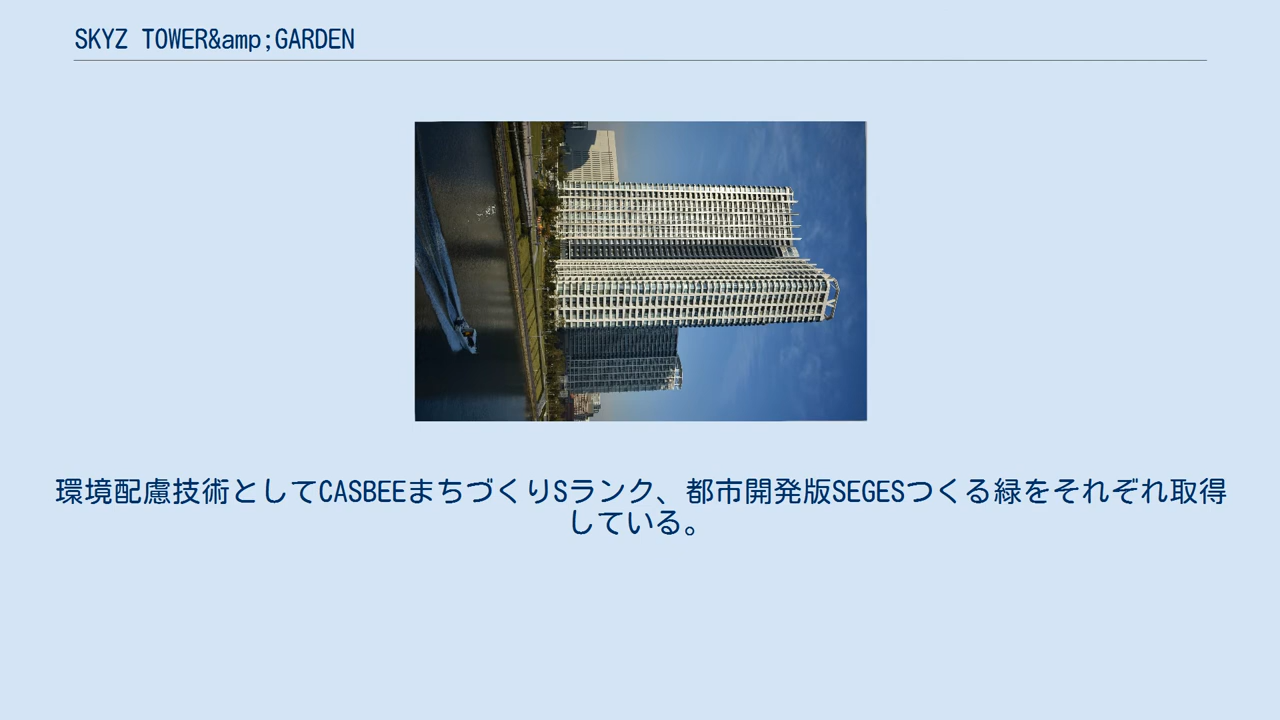 SKYZ TOWER&amp;GARDEN
環境配慮技術としてCASBEEまちづくりSランク、都市開発版SEGESつくる緑をそれぞれ取得
している。